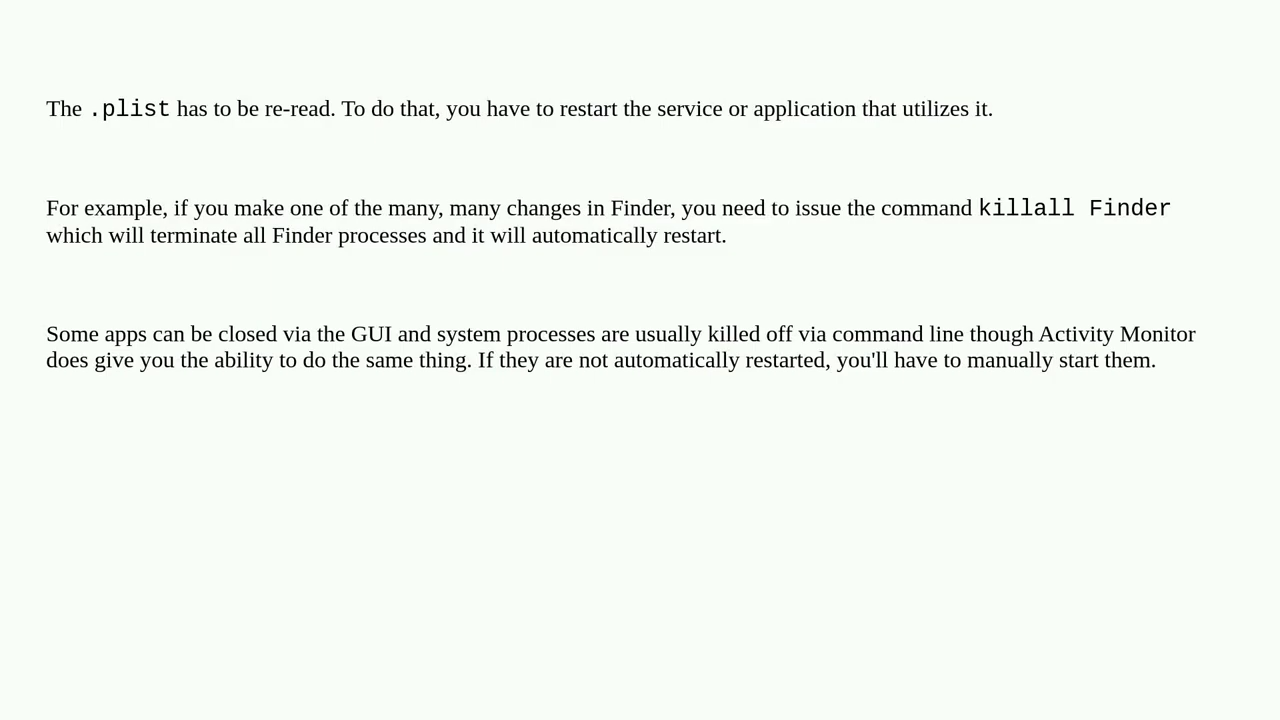 The .plist has to be re-read. To do that, you have to restart the service or application that utilizes it.
For example, if you make one of the many, many changes in Finder, you need to issue the command killall Finder
which will terminate all Finder processes and it will automatically restart.
Some apps can be closed via the GUI and system processes are usually killed off via command line though Activity Monitor
does give you the ability to do the same thing. If they are not automatically restarted, you'll have to manually start them.